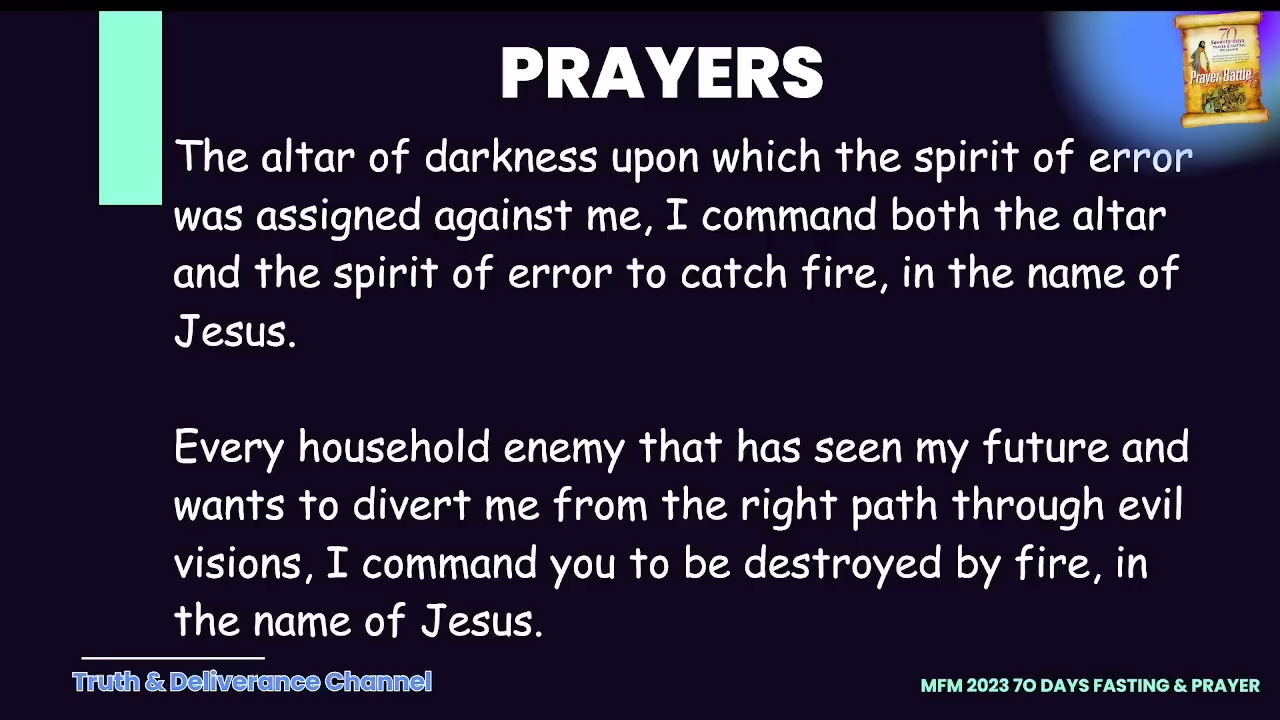 PRAYERS
70
Seventy days
Prayer Battle
The altar of darkness upon which the spirit of error
was assigned against me, I command both the altar
and the spirit of error to catch fire, in the name of
Jesus.
Every household enemy that has seen my future and
wants to divert me from the right path through evil
visions, I command you to be destroyed by fire, in
the name of Jesus.
Truth & Deliverance Channel
MFM 2023 7O DAYS FASTING & PRAYER